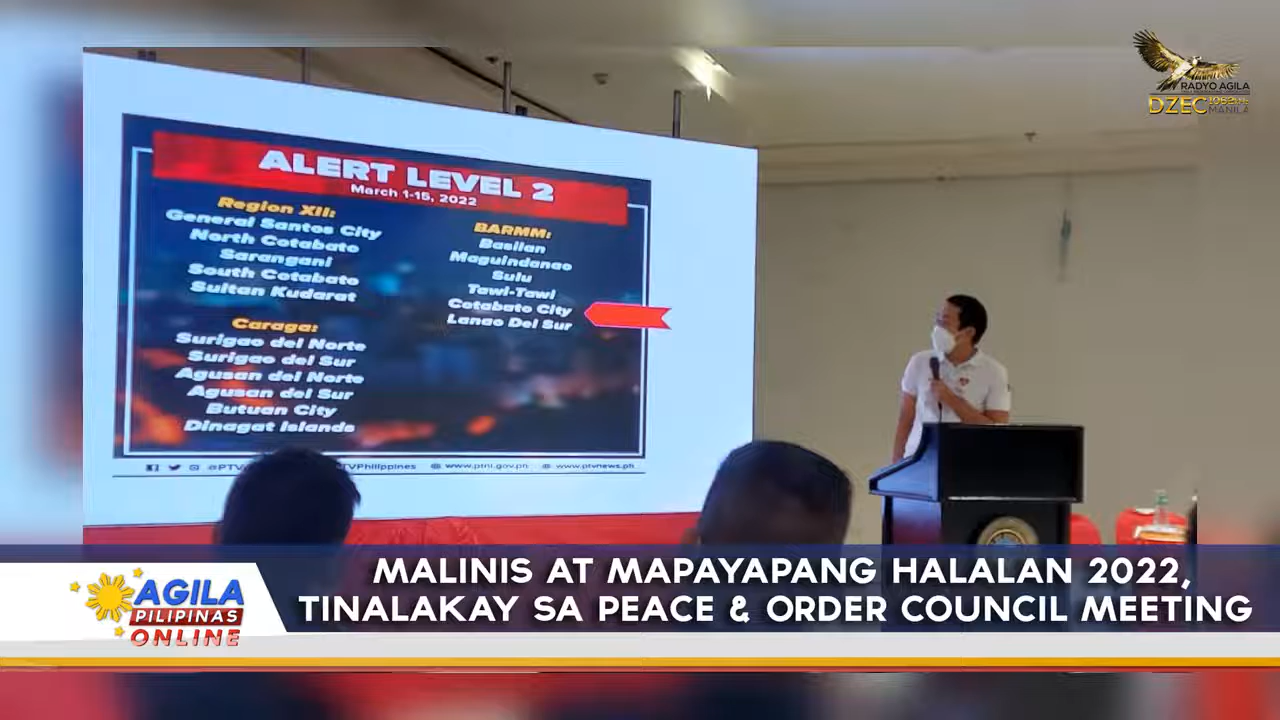 RADYO AGILA
DZEC 1062KHz
MANILA
ALERT LEVEL 2
March 1-15, 2022
Region XII:
General Santos City
North Cotabato
Sarangani
South Cotabato
Sultan Kudarat
Caraga:
Surigao del Norte
Surigao del Sur
Agusan del Norte
Agusan del Sur
Butuan City
Dinagat Islands
BARMM:
Basilan
Maguindanao
Sulu
Tawi-Tawi
Cotabato City
Lanao Del Sur
www.ptni.gov.ph
www.ptvnews.ph
AGILA
PILIPINAS
ONLINE
MALINIS AT MAPAYAPANG HALALAN 2022,
TINALAKAY SA PEACE & ORDER COUNCIL MEETING